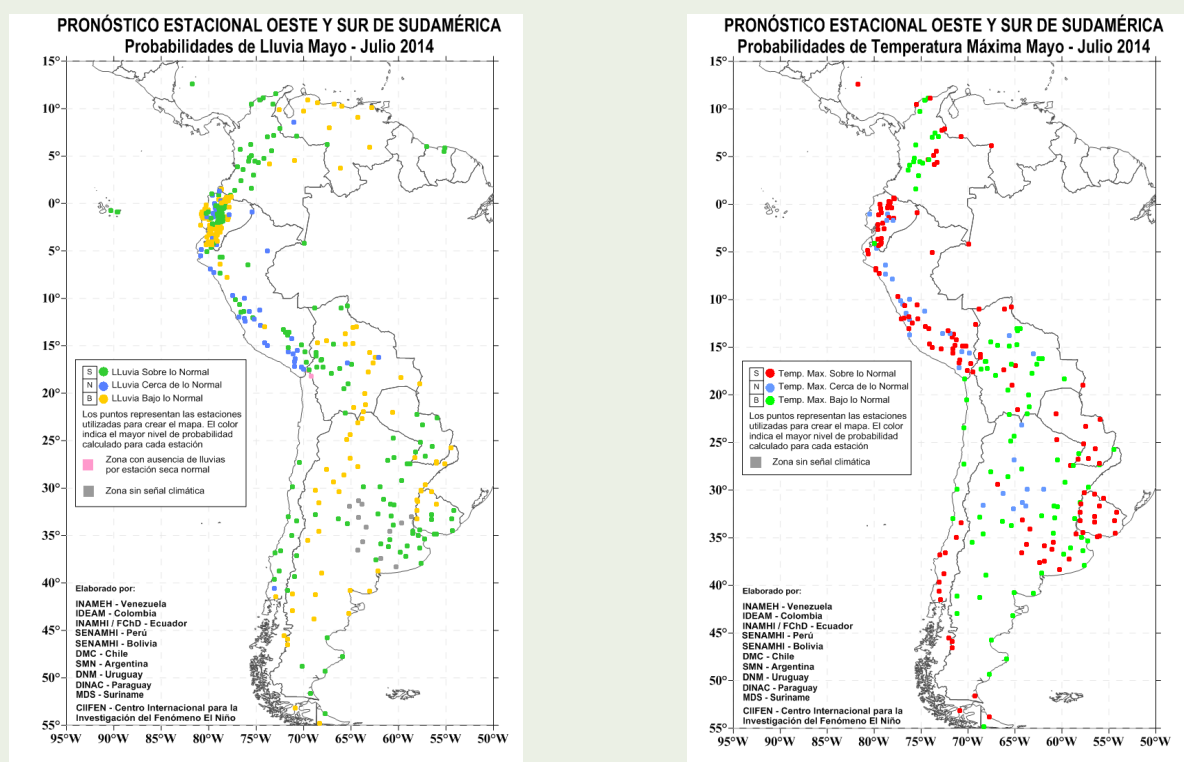 PRONÓSTICO ESTACIONAL OESTE Y SUR DE SUDAMÉRICA
Probabilidades de Lluvia Mayo - Julio 2014
15°
10°
5°
0°
5°
10°
15°
20°
25°
30°
35°
40°
45°
50°
55°
95°W 90°W 85°W 80°W 75°W 70°W 65°W 60°W 55°W 50°W
S LLuvia Sobre lo Normal
N LLuvia Cerca de lo Normal
B LLuvia Bajo lo Normal
Los puntos representan las estaciones
utilizadas para crear el mapa. El color
indica el mayor nivel de probabilidad
calculado para cada estación
Zona con ausencia de lluvias
por estación seca normal
Zona sin señal climática
Elaborado por:
INAMEH - Venezuela
IDEAM - Colombia
INAMHI / FChD - Ecuador
SENAMHI - Perú
SENAMHI - Bolivia
DMC - Chile
SMN - Argentina
DNM - Uruguay
DINAC - Paraguay
MDS - Suriname
CIIFEN - Centro Internacional para la
Investigación del Fenómeno El Niño
PRONÓSTICO ESTACIONAL OESTE Y SUR DE SUDAMÉRICA
Probabilidades de Temperatura Máxima Mayo - Julio 2014
15°
10°
5°
0°
5°
10°
15°
20°
25°
30°
35°
40°
45°
50°
55°
95°W 90°W 85°W 80°W 75°W 70°W 65°W 60°W 55°W 50°W
S Temp. Max. Sobre lo Normal
N Temp. Max. Cerca de lo Normal
B Temp. Max. Bajo lo Normal
Los puntos representan las estaciones
utilizadas para crear el mapa. El color
indica el mayor nivel de probabilidad
calculado para cada estación
Zona sin señal climática
Elaborado por:
INAMEH - Venezuela
IDEAM - Colombia
INAMHI / FChD - Ecuador
SENAMHI - Perú
SENAMHI - Bolivia
DMC - Chile
SMN - Argentina
DNM - Uruguay
DINAC - Paraguay
MDS - Suriname
CIIFEN - Centro Internacional para la
Investigación del Fenómeno El Niño